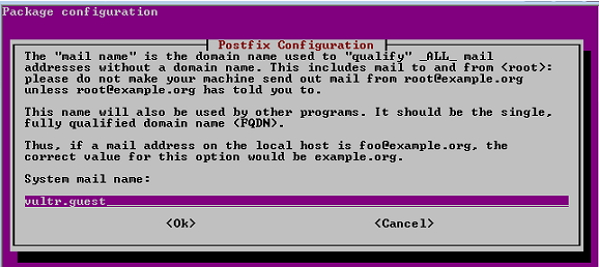 Package configuration
Postfix Configuration
The "mail name" is the domain name used to "qualify" _ALL_ mail
addresses without a domain name. This includes mail to and from <root>:
please do not make your machine send out mail from root@example.org
unless root@example.org has told you to.
This name will also be used by other programs. It should be the single,
fully qualified domain name (FQDN).
Thus, if a mail address on the local host is foo@example.org, the
correct value for this option would be example.org.
System mail name:
vultr.guest
<Ok> <Cancel>